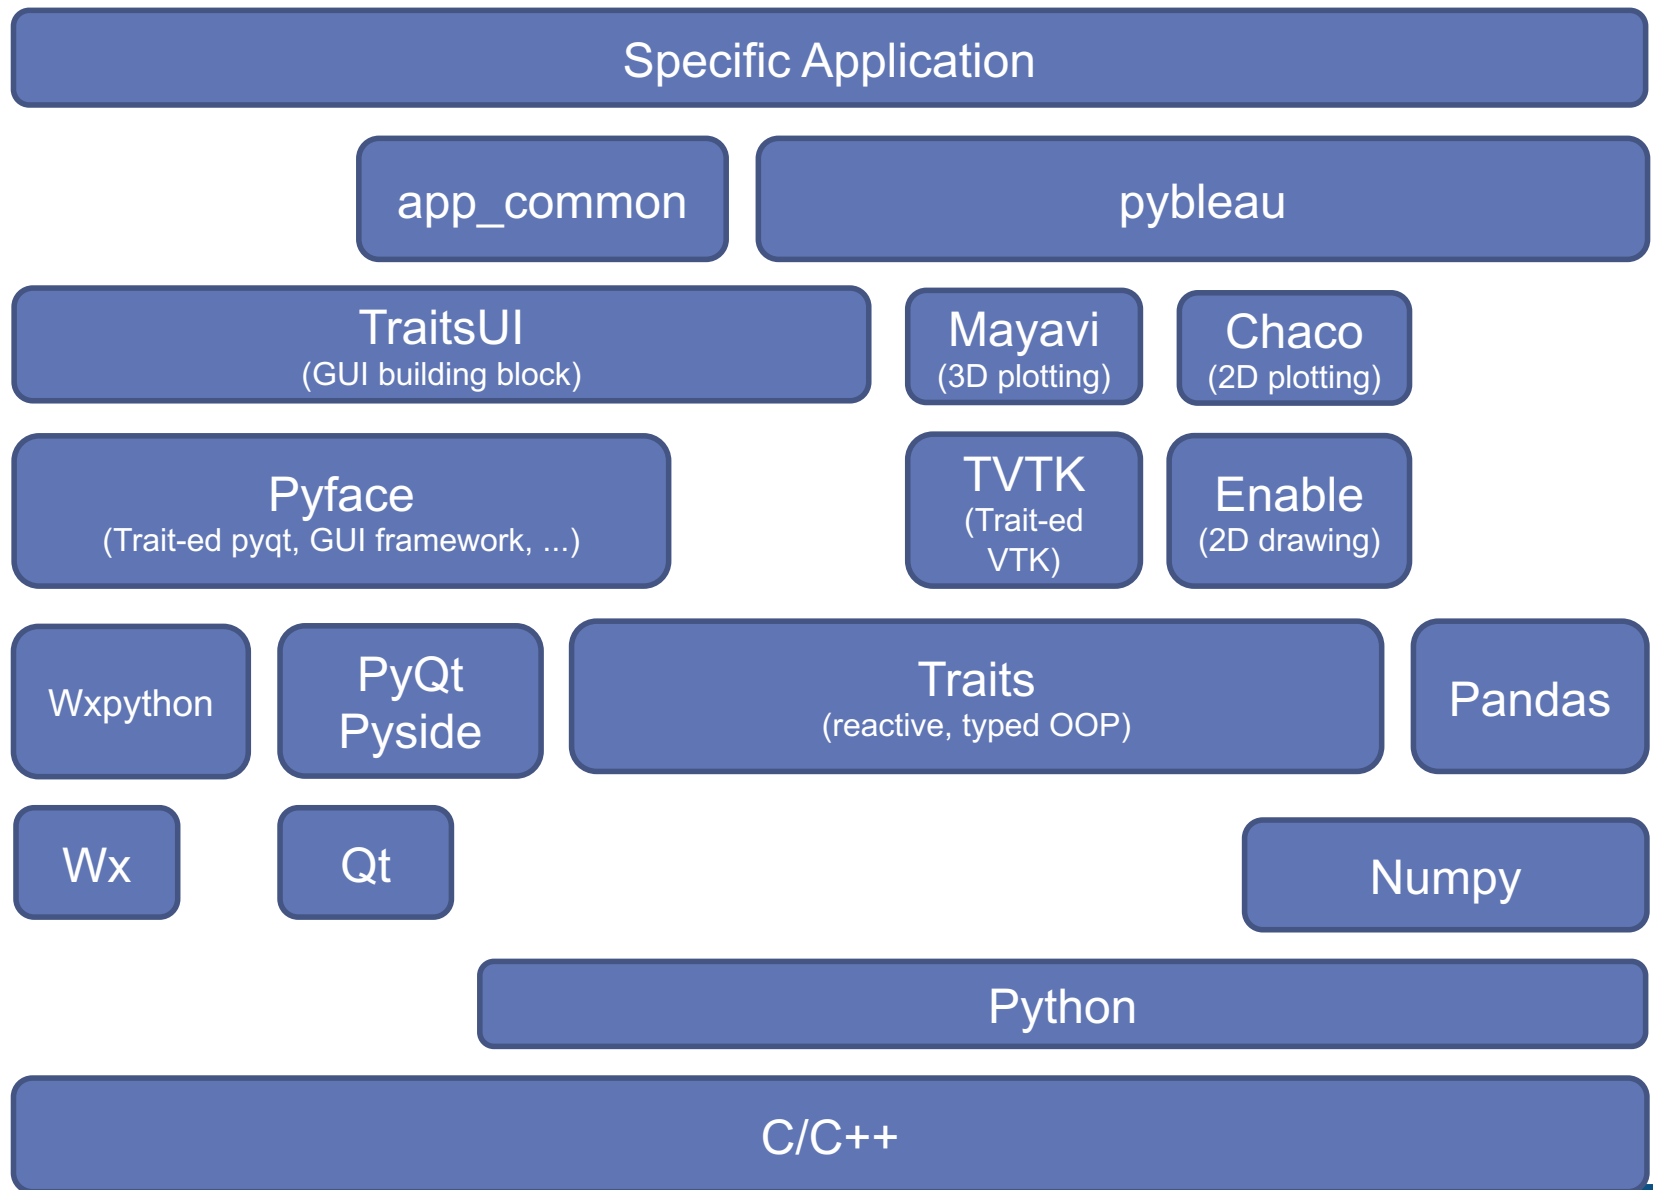 Specific Application
app_common
pybleau
TraitsUI
(GUI building block)
Mayavi
(3D plotting)
Chaco
(2D plotting)
Pyface
(Trait-ed pyqt, GUI framework, ...)
TVTK
(Trait-ed
VTK)
Enable
(2D drawing)
Wxpython
PyQt
Pyside
Traits
(reactive, typed OOP)
Pandas
Wx
Qt
Numpy
Python
C/C++